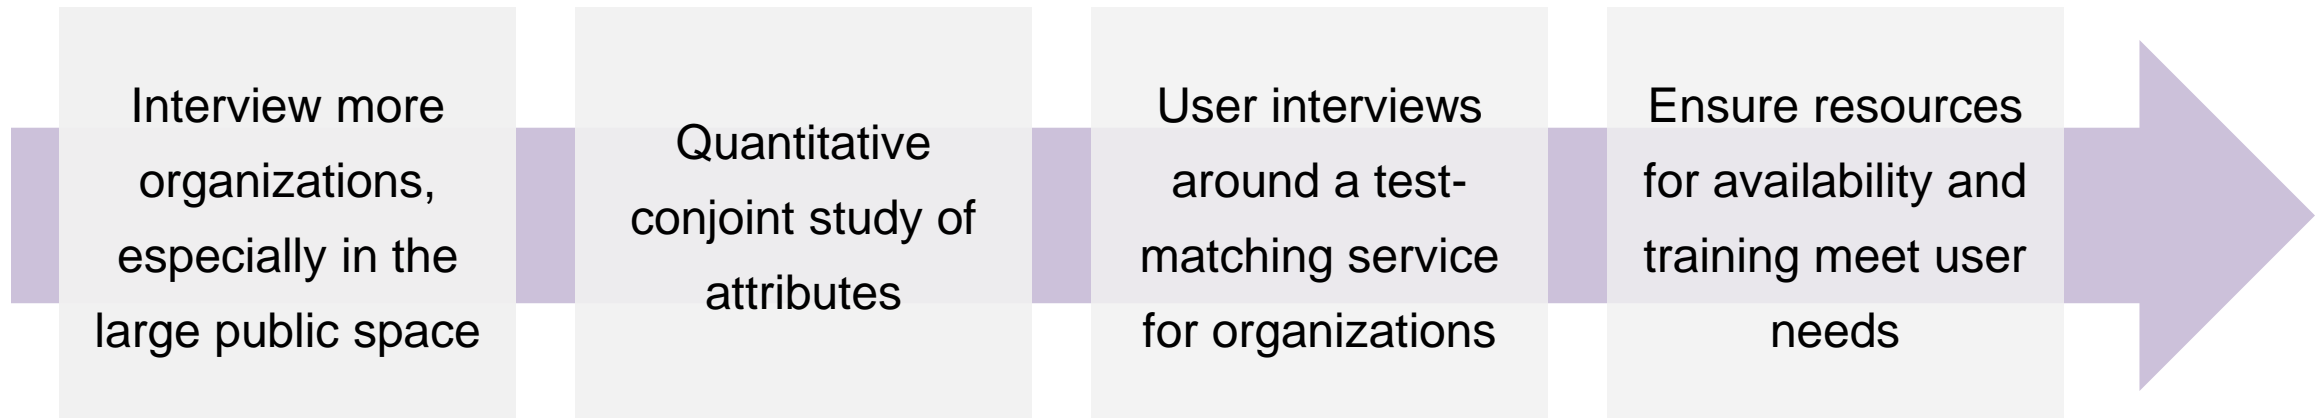 Interview more
organizations,
especially in the
large public space
Quantitative
conjoint study of
attributes
User interviews
around a test-
matching service
for organizations
Ensure resources
for availability and
training meet user
needs